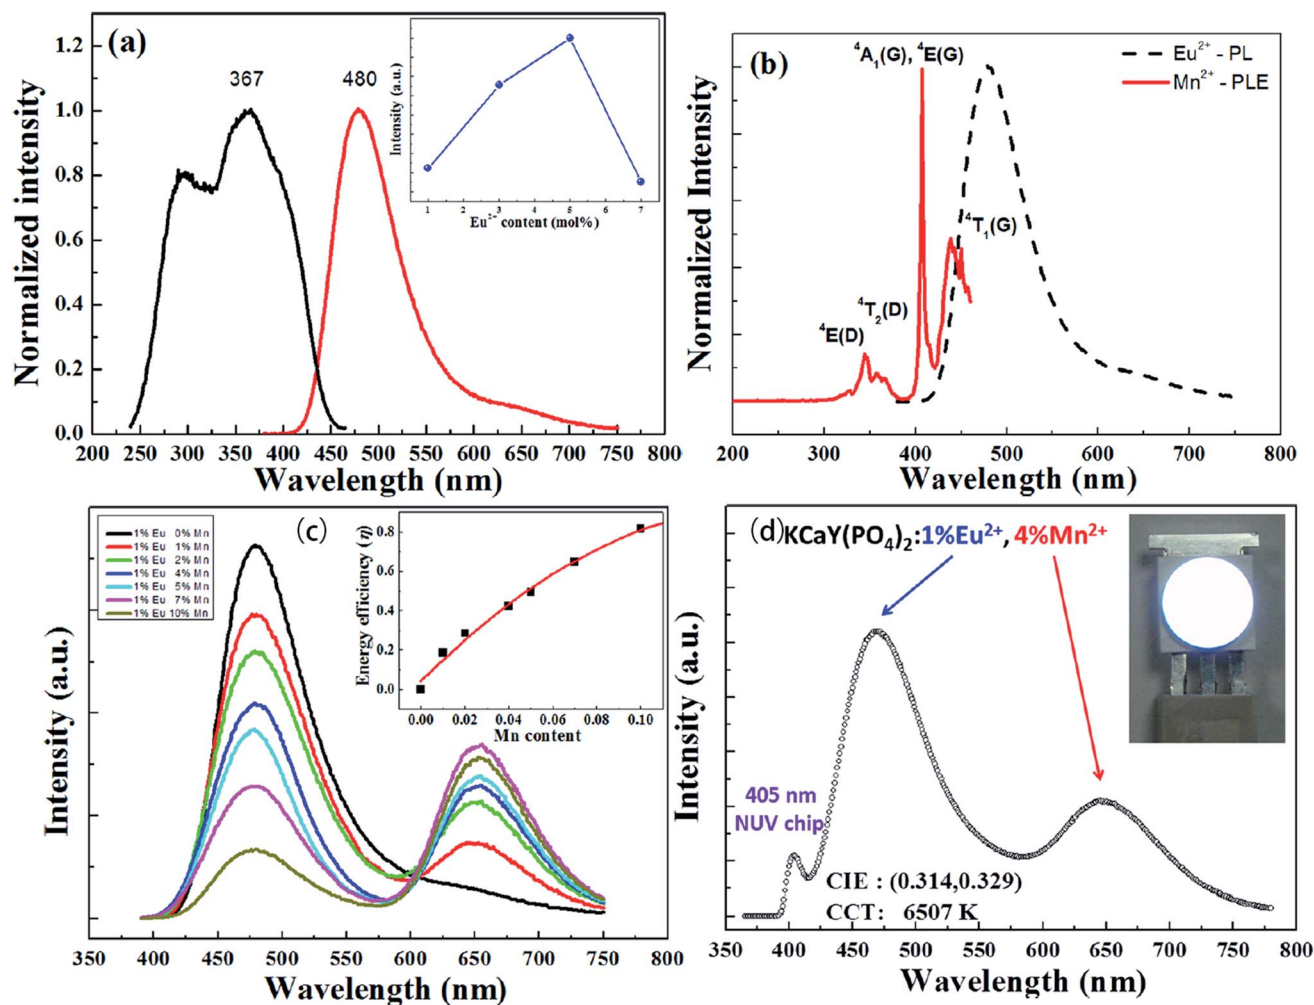 (a)
367
480
1.2
1.0
0.8
0.6
0.4
0.2
0.0
200 250 300 350 400 450 500 550 600 650 700 750 800
Wavelength (nm)
Normalized intensity
Intensity (a.u.)
1 2 3 4 5 6 7
Eu²⁺ content (mol%)
(b)
⁴A₁(G), ⁴E(G)
Eu²⁺ - PL
Mn²⁺ - PLE
⁴T₁(G)
⁴T₂(D)
⁴E(D)
Normalized Intensity
200 300 400 500 600 700 800
Wavelength (nm)
(c)
1% Eu 0% Mn
1% Eu 1% Mn
1% Eu 2% Mn
1% Eu 4% Mn
1% Eu 5% Mn
1% Eu 7% Mn
1% Eu 10% Mn
Energy efficiency (η)
0.8
0.6
0.4
0.2
0.0
0.00 0.02 0.04 0.06 0.08 0.10
Mn content
Intensity (a.u.)
350 400 450 500 550 600 650 700 750 800
Wavelength (nm)
(d)
KCaY(PO₄)₂:1%Eu²⁺, 4%Mn²⁺
405 nm
NUV chip
CIE : (0.314,0.329)
CCT : 6507 K
Intensity (a.u.)
350 400 450 500 550 600 650 700 750 800
Wavelength (nm)